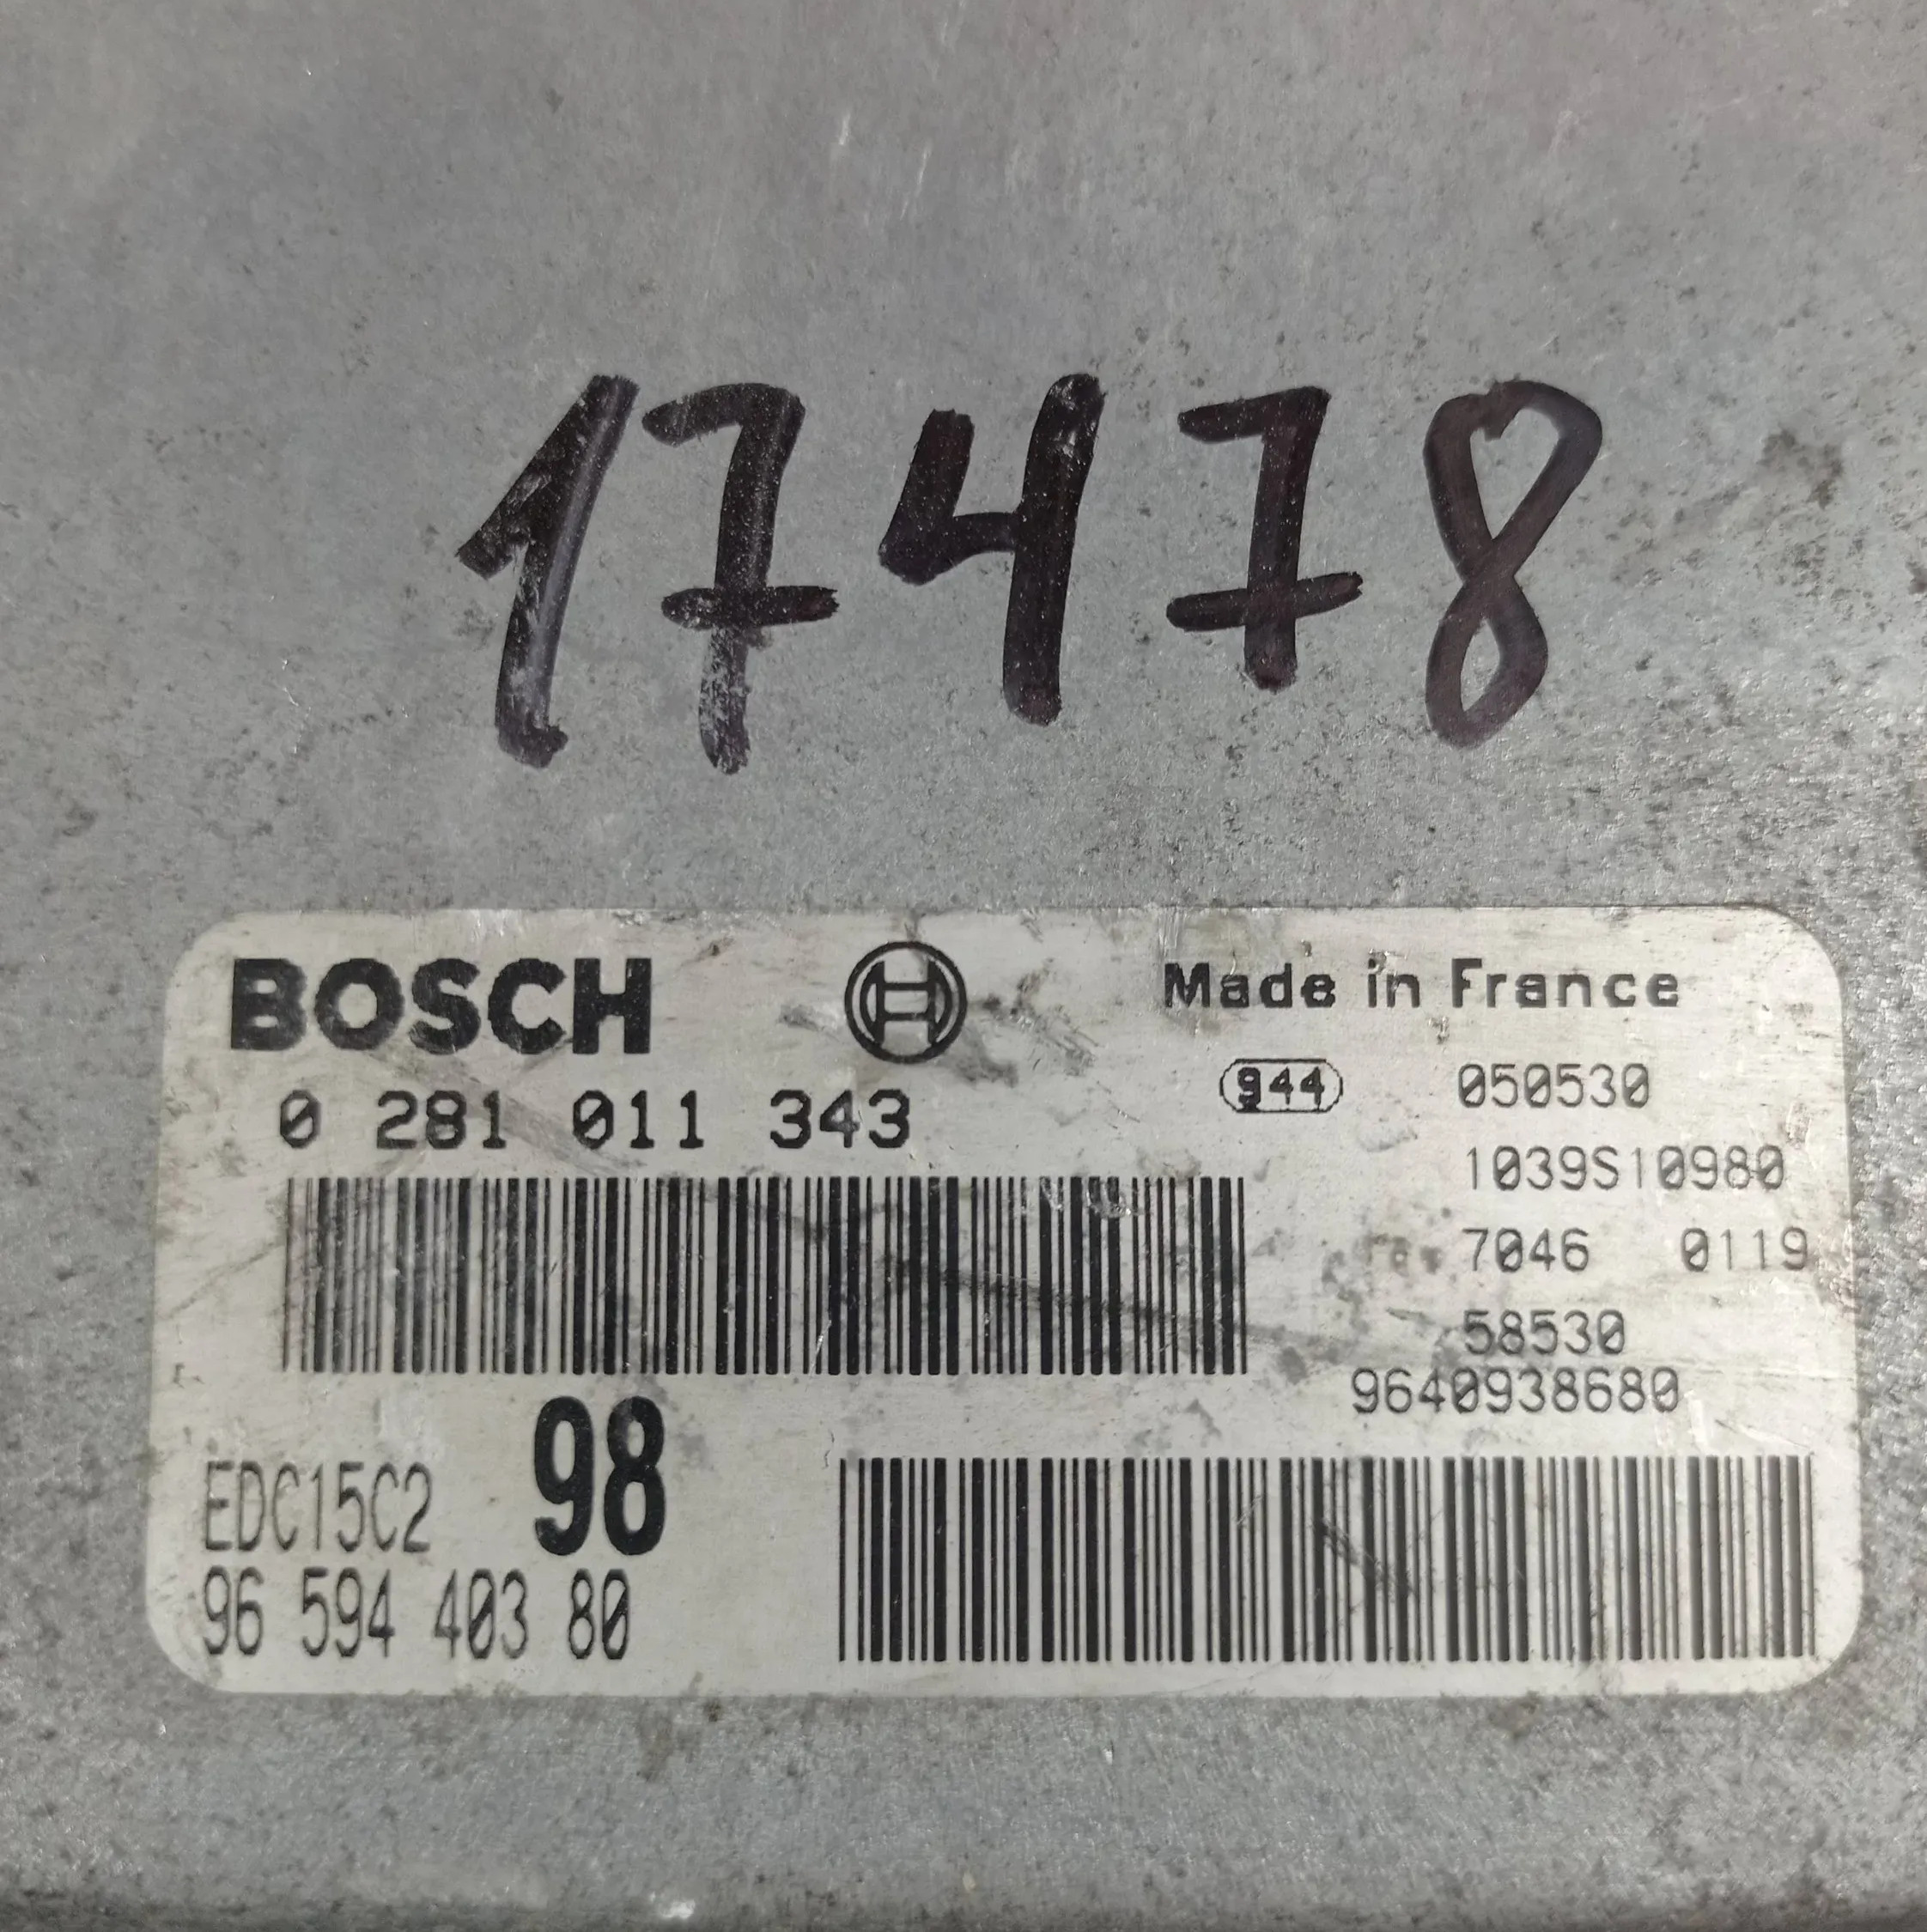 17478
BOSCH Made in France
944 050530
0 281 011 343
1039S10980
7046 0119
58530
9640938680
EDC15C2 98
96 594 403 80